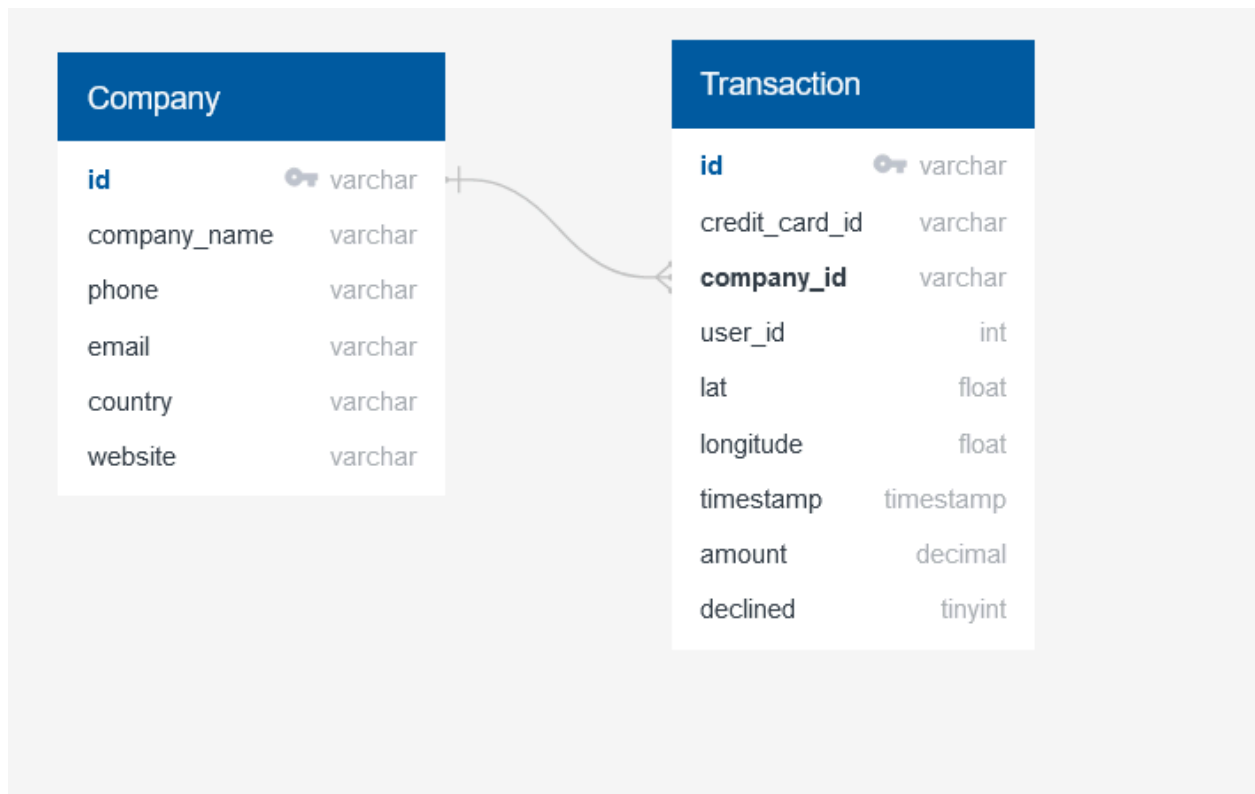 Company
id varchar
company_name varchar
phone varchar
email varchar
country varchar
website varchar
Transaction
id varchar
credit_card_id varchar
company_id varchar
user_id int
lat float
longitude float
timestamp timestamp
amount decimal
declined tinyint